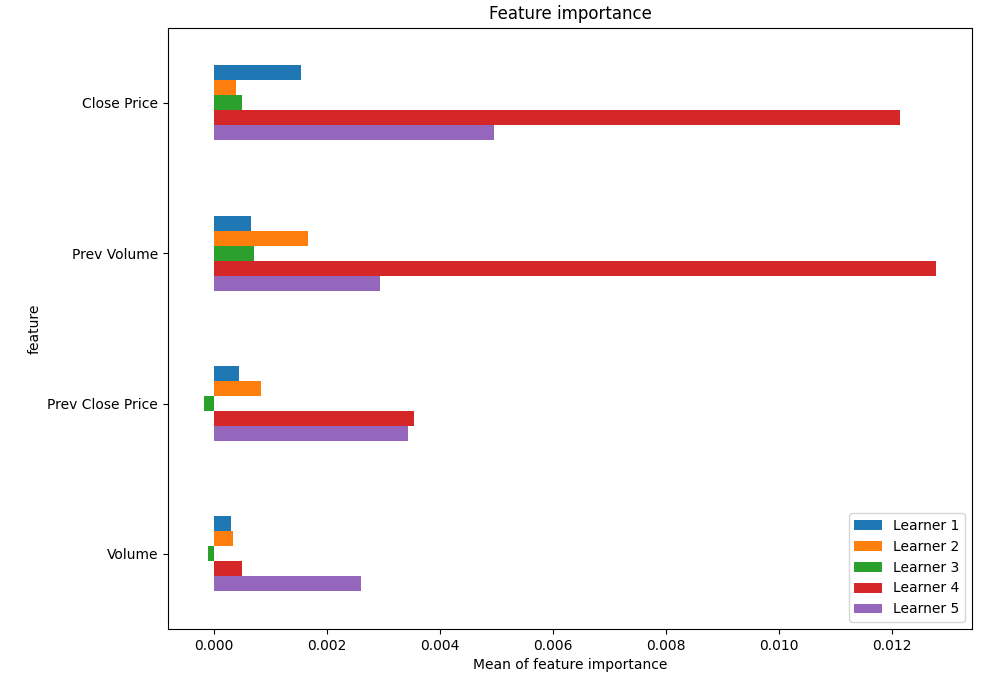 Feature importance
Close Price
Prev Volume
feature
Prev Close Price
Volume
Learner 1
Learner 2
Learner 3
Learner 4
Learner 5
0.000 0.002 0.004 0.006 0.008 0.010 0.012
Mean of feature importance